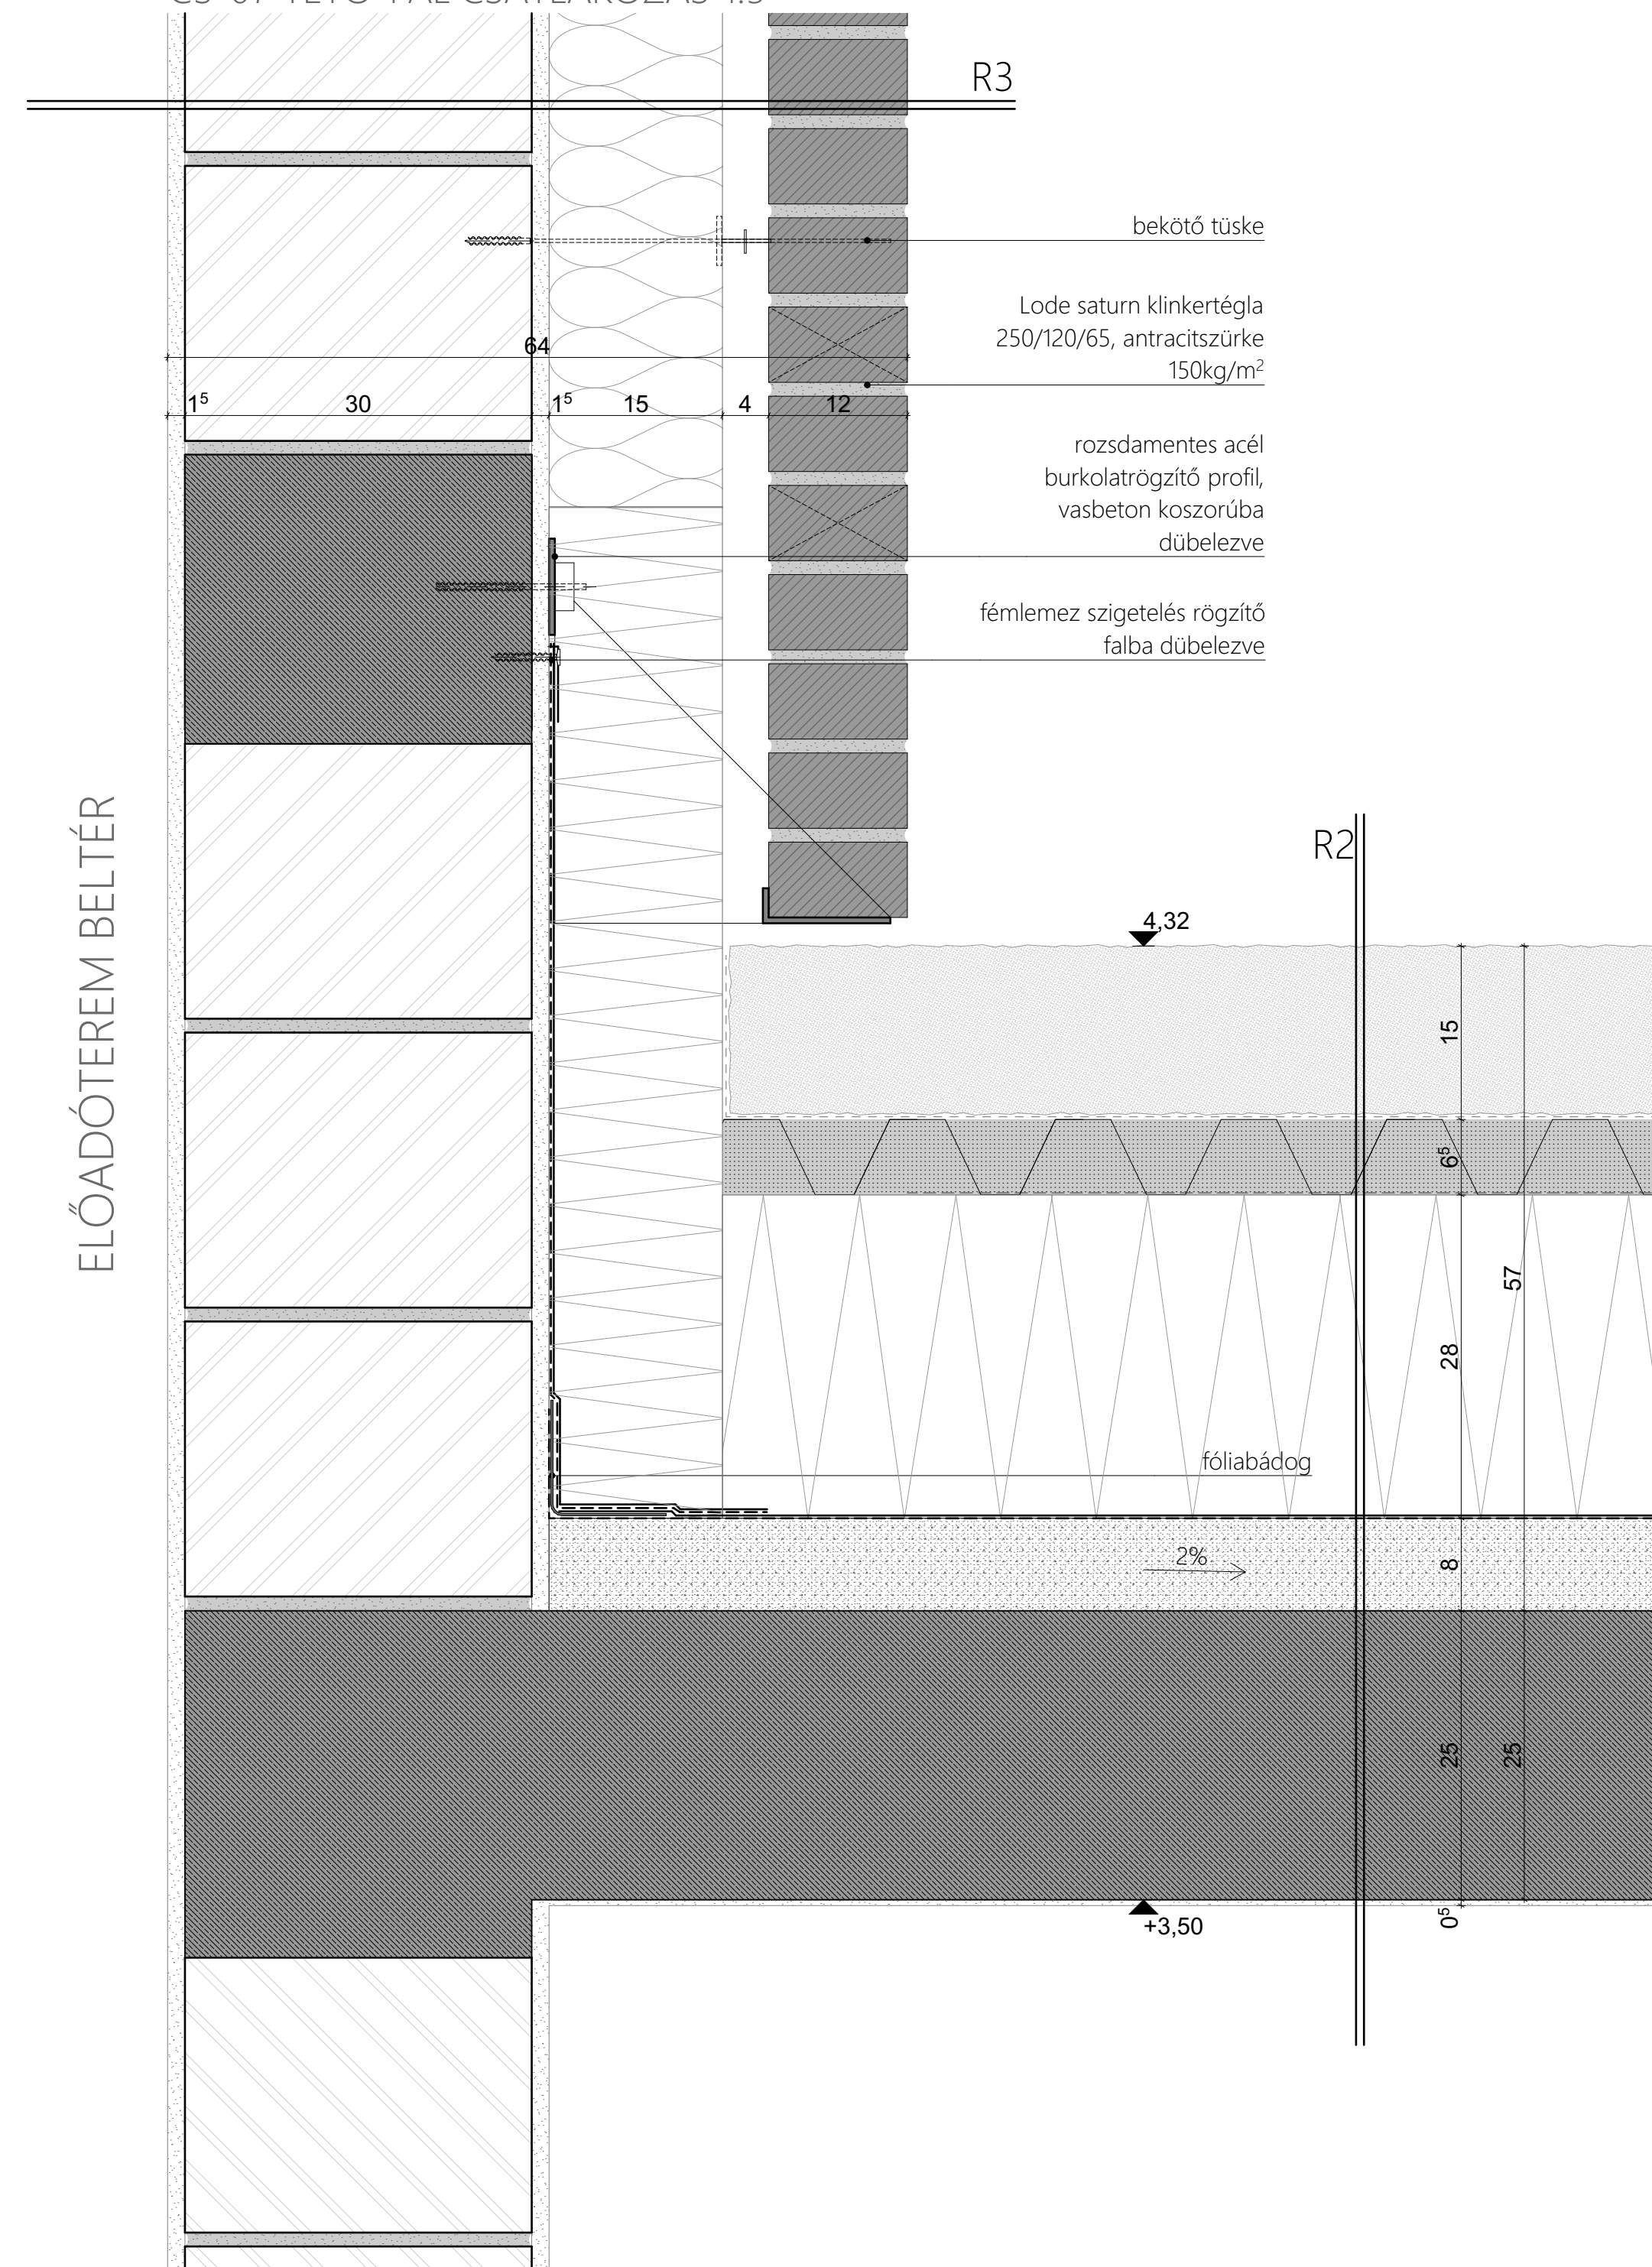 R3
bekötő tüske
Lode saturn klinkertégla
250/120/65, antracitszürke
150kg/m²
64
1⁵ 30 1⁵ 15 4 12
rozsdamentes acél
burkolatrögzítő profil,
vasbeton koszorúba
dübelezve
fémlemez szigetelés rögzítő
falba dübelezve
ELŐADÓTEREM BELTÉR
R2
4,32
15
6⁵
57
28
fóliabádog
2%
8
25
25
+3,50
0⁵